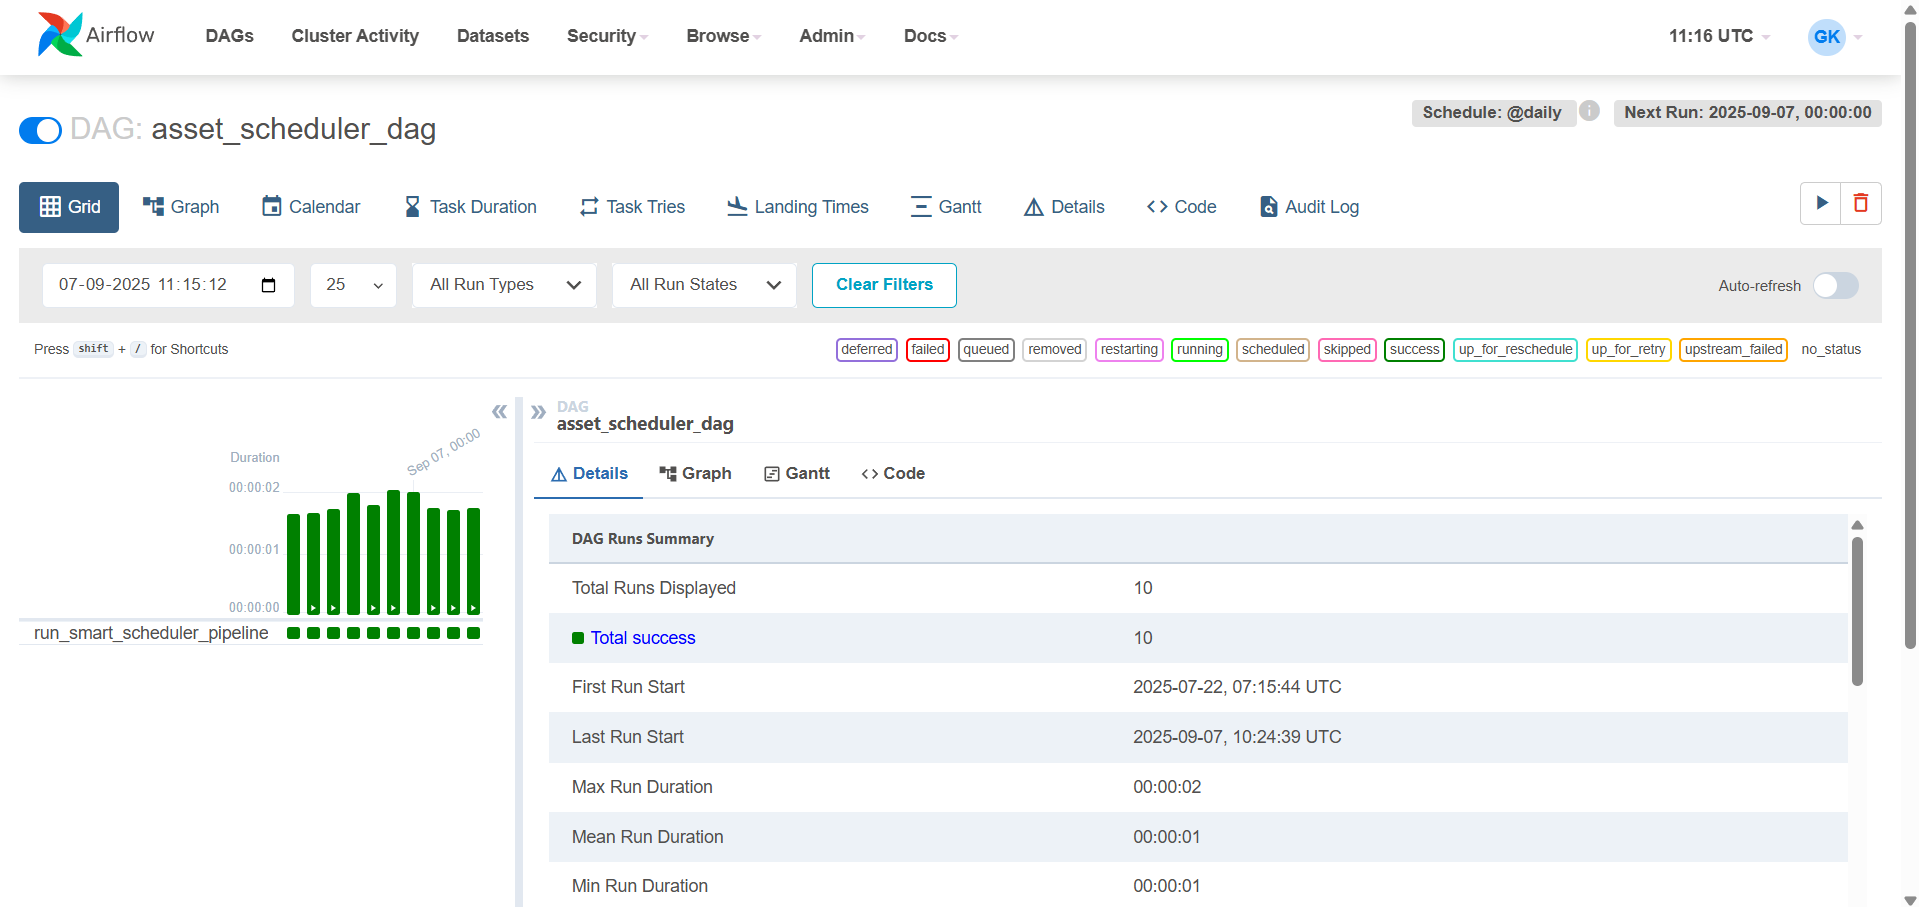 Airflow DAGs Cluster Activity Datasets Security Browse Admin Docs 11:16 UTC GK
DAG: asset_scheduler_dag
Schedule: @daily i Next Run: 2025-09-07, 00:00:00
Grid Graph Calendar Task Duration Task Tries Landing Times Gantt Details Code Audit Log
07-09-2025 11:15:12 25 All Run Types All Run States Clear Filters Auto-refresh
Press shift + / for Shortcuts deferred failed queued removed restarting running scheduled skipped success up_for_reschedule up_for_retry upstream_failed no_status
Duration
Sep 07, 00:00
00:00:02
00:00:01
00:00:00
run_smart_scheduler_pipeline
DAG
asset_scheduler_dag
Details Graph Gantt Code
DAG Runs Summary
Total Runs Displayed 10
Total success 10
First Run Start 2025-07-22, 07:15:44 UTC
Last Run Start 2025-09-07, 10:24:39 UTC
Max Run Duration 00:00:02
Mean Run Duration 00:00:01
Min Run Duration 00:00:01